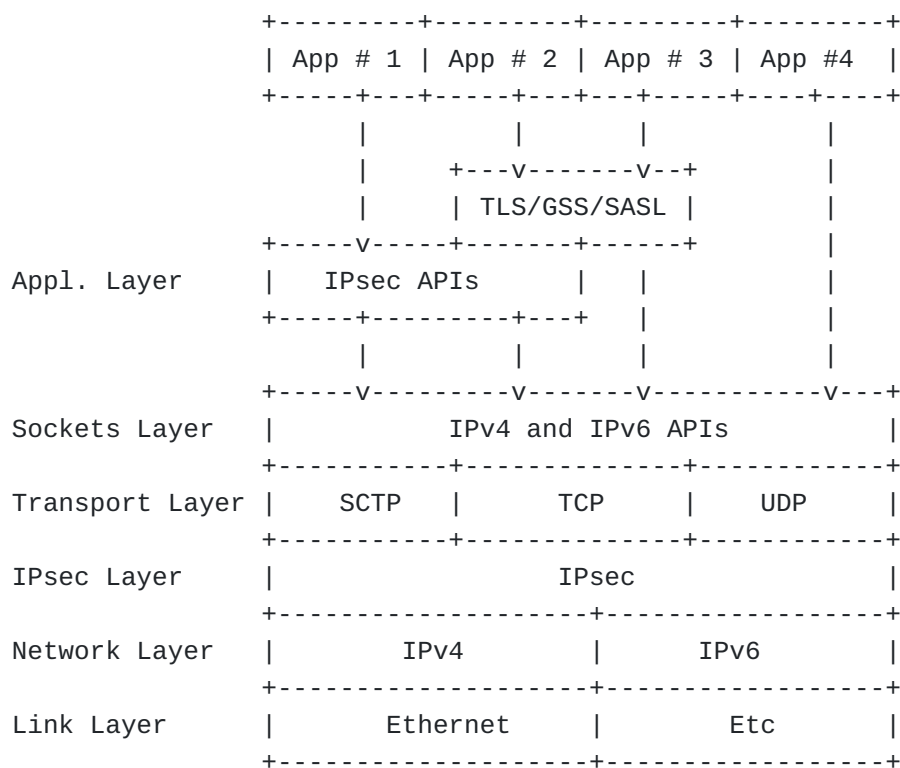 App # 1 App # 2 App # 3 App #4
TLS/GSS/SASL
Appl. Layer IPsec APIs
Sockets Layer IPv4 and IPv6 APIs
Transport Layer SCTP TCP UDP
IPsec Layer IPsec
Network Layer IPv4 IPv6
Link Layer Ethernet Etc